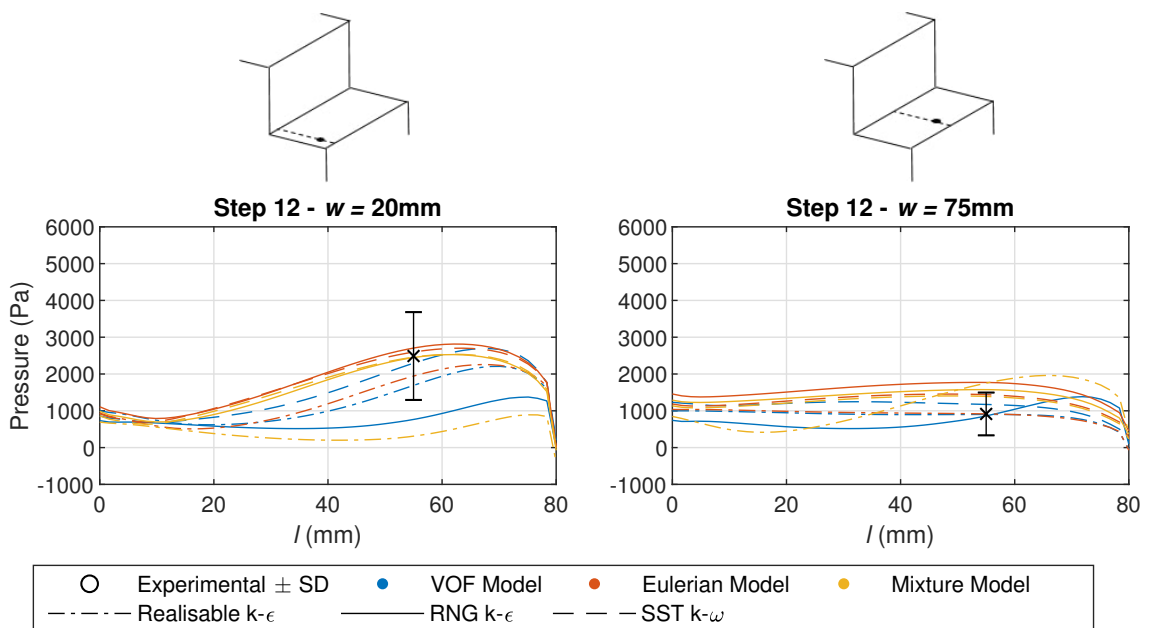 Step 12 - w = 20mm
Step 12 - w = 75mm
Pressure (Pa)
6000
5000
4000
3000
2000
1000
0
-1000
0 20 40 60 80
l (mm)
6000
5000
4000
3000
2000
1000
0
-1000
0 20 40 60 80
l (mm)
Experimental ± SD VOF Model Eulerian Model Mixture Model
Realisable k-ϵ RNG k-ϵ SST k-ω